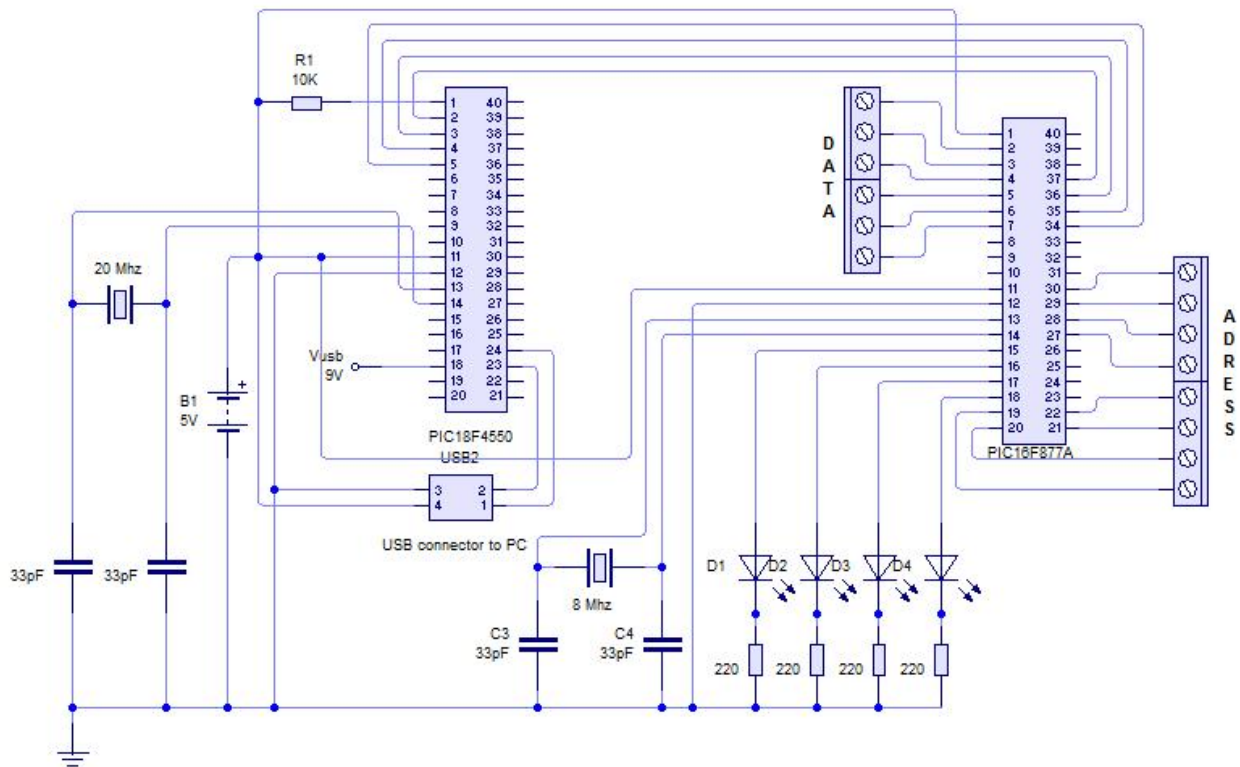 R1
10K
1 40
2 39
3 38
4 37
5 36
6 35
7 34
8 33
9 32
10 31
11 30
12 29
13 28
14 27
15 26
16 25
17 24
18 23
19 22
20 21
PIC18F4550
20 Mhz
Vusb
9V
B1
5V
+
USB2
3 2
4 1
USB connector to PC
33pF
33pF
8 Mhz
C3
33pF
C4
33pF
DATA
1 40
2 39
3 38
4 37
5 36
6 35
7 34
8 33
9 32
10 31
11 30
12 29
13 28
14 27
15 26
16 25
17 24
18 23
19 22
20 21
PIC16F877A
ADRESS
D1
D2
D3
D4
220
220
220
220